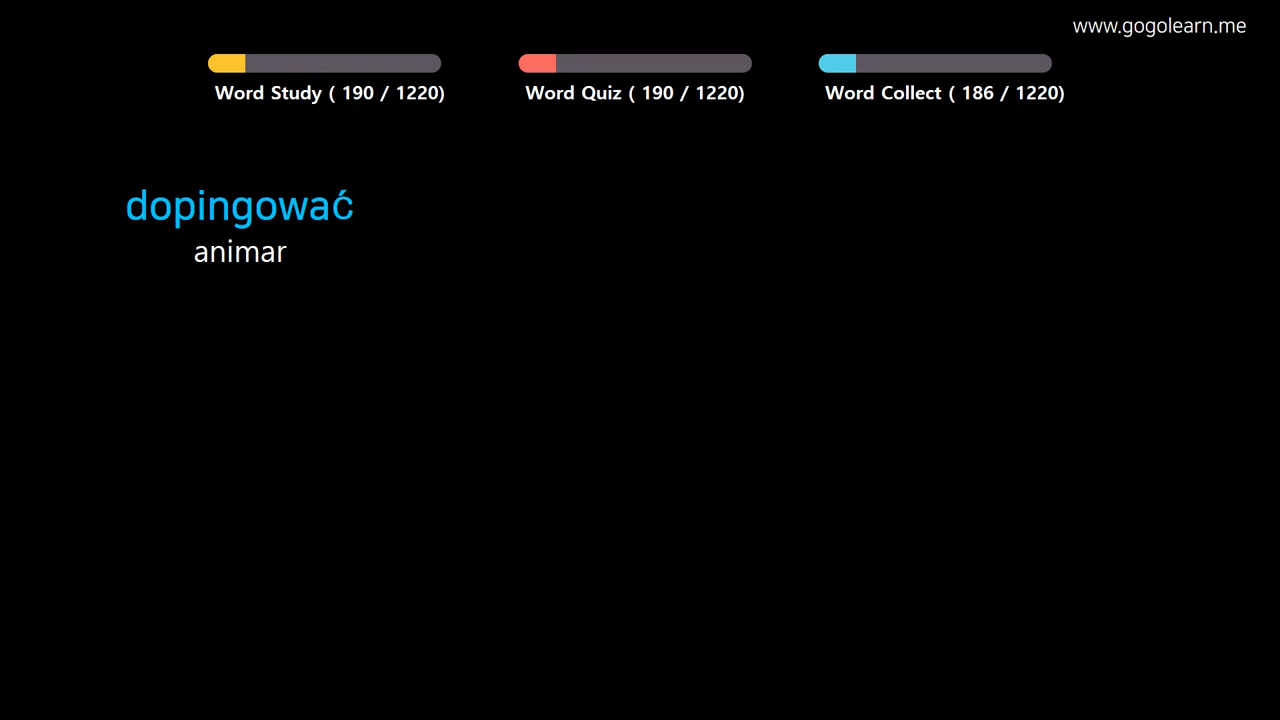 www.gogolearn.me
Word Study ( 190 / 1220)
Word Quiz ( 190 / 1220)
Word Collect ( 186 / 1220)
dopingować
animar